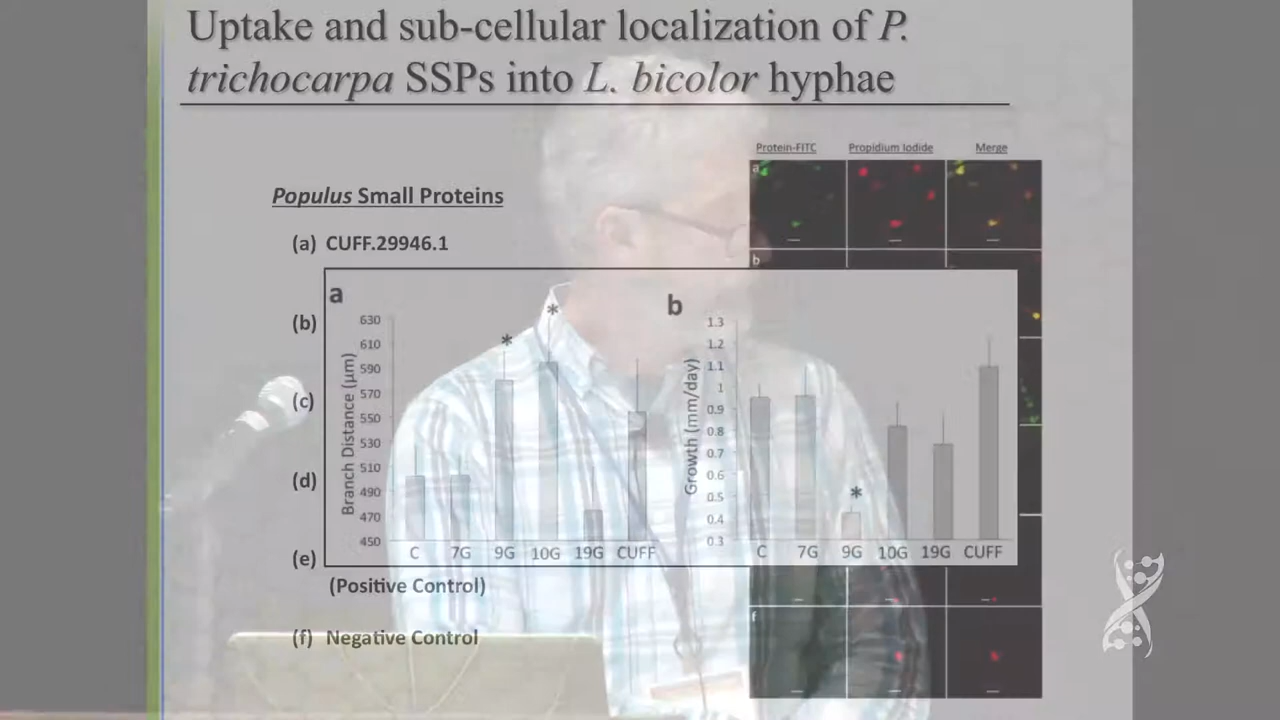 Uptake and sub-cellular localization of P.
trichocarpa SSPs into L. bicolor hyphae
Protein-FITC
Propidium Iodide
Merge
Populus Small Proteins
(a) CUFF.29946.1
(b)
(c)
(d)
(e)
(Positive Control)
(f) Negative Control
a
b
f
a
Branch Distance (µm)
630
610
590
570
550
530
510
490
470
450
*
*
C 7G 9G 10G 19G CUFF
b
Growth (mm/day)
1.3
1.2
1.1
1
0.9
0.8
0.7
0.6
0.5
0.4
0.3
*
C 7G 9G 10G 19G CUFF